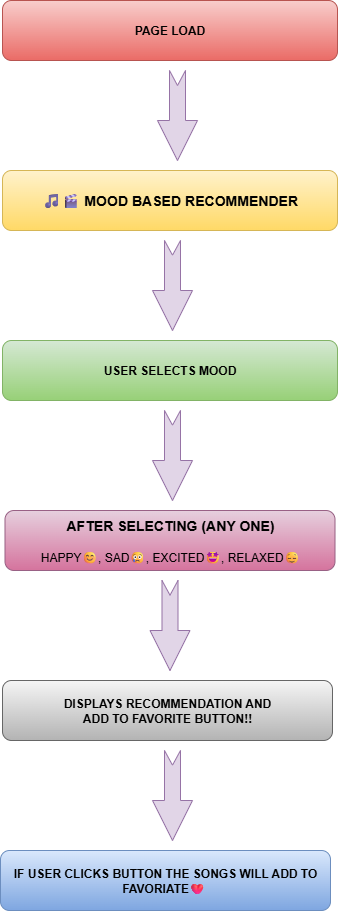 PAGE LOAD
🎵 🎬 MOOD BASED RECOMMENDER
USER SELECTS MOOD
AFTER SELECTING (ANY ONE)
HAPPY😊, SAD😢, EXCITED🤩, RELAXED😌
DISPLAYS RECOMMENDATION AND
ADD TO FAVORITE BUTTON!!
IF USER CLICKS BUTTON THE SONGS WILL ADD TO
FAVORIATE💔